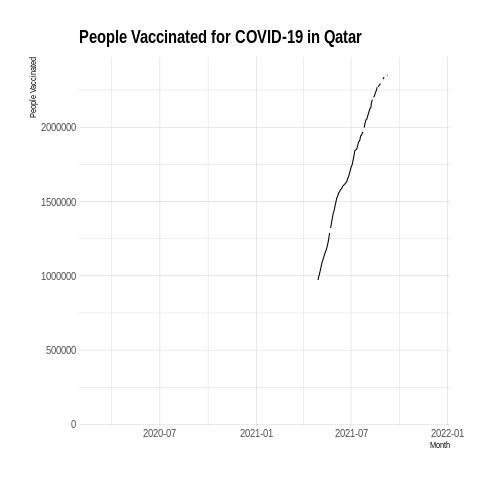 People Vaccinated for COVID-19 in Qatar
People Vaccinated
2000000
1500000
1000000
500000
0
2020-07 2021-01 2021-07 2022-01
Month